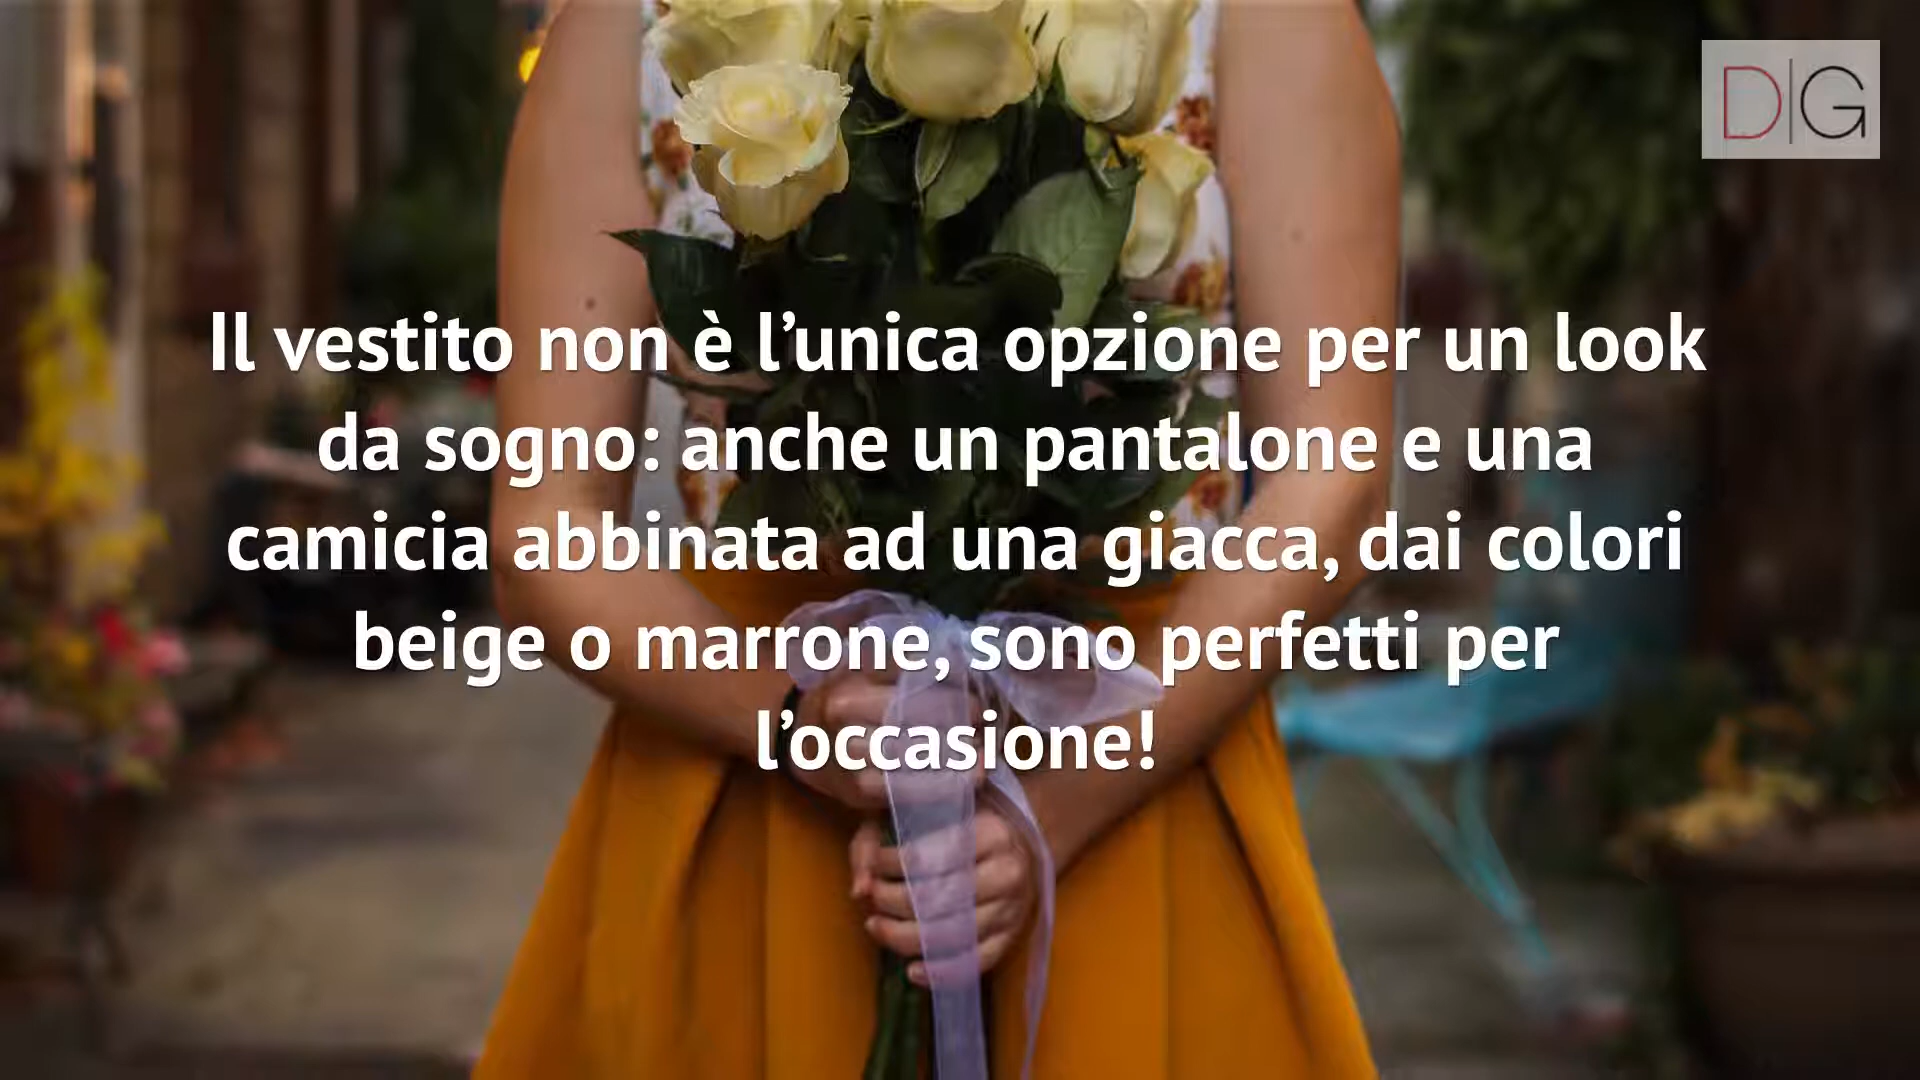 D|G
Il vestito non è l’unica opzione per un look
da sogno: anche un pantalone e una
camicia abbinata ad una giacca, dai colori
beige o marrone, sono perfetti per
l’occasione!